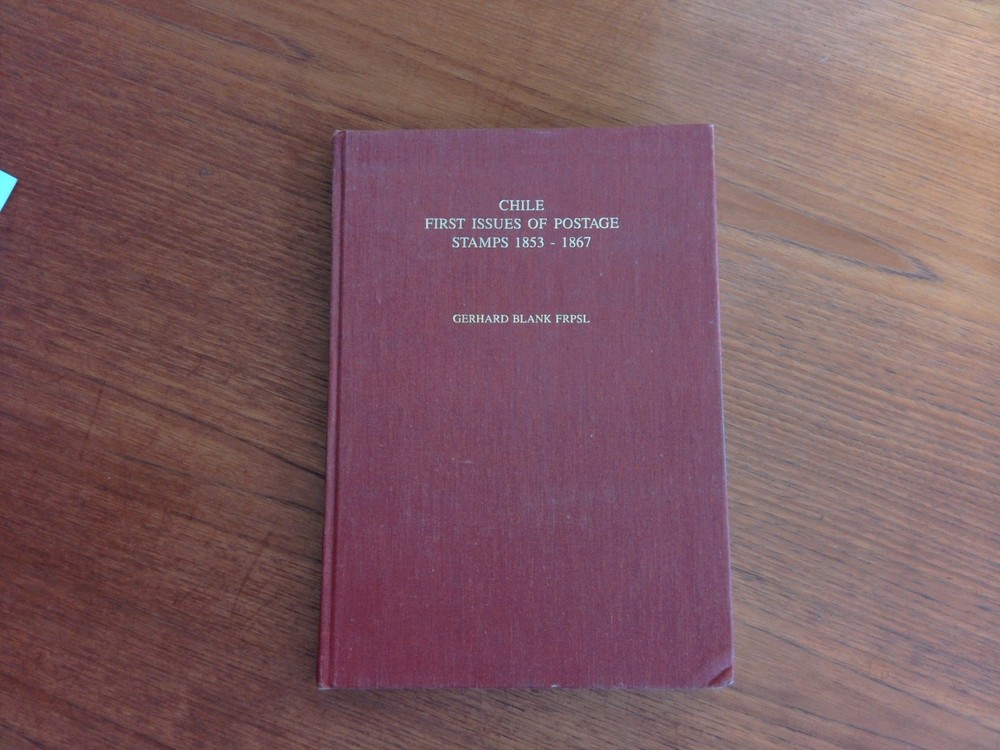 CHILE
FIRST ISSUES OF POSTAGE
STAMPS 1853 - 1867
GERHARD BLANK FRPSL